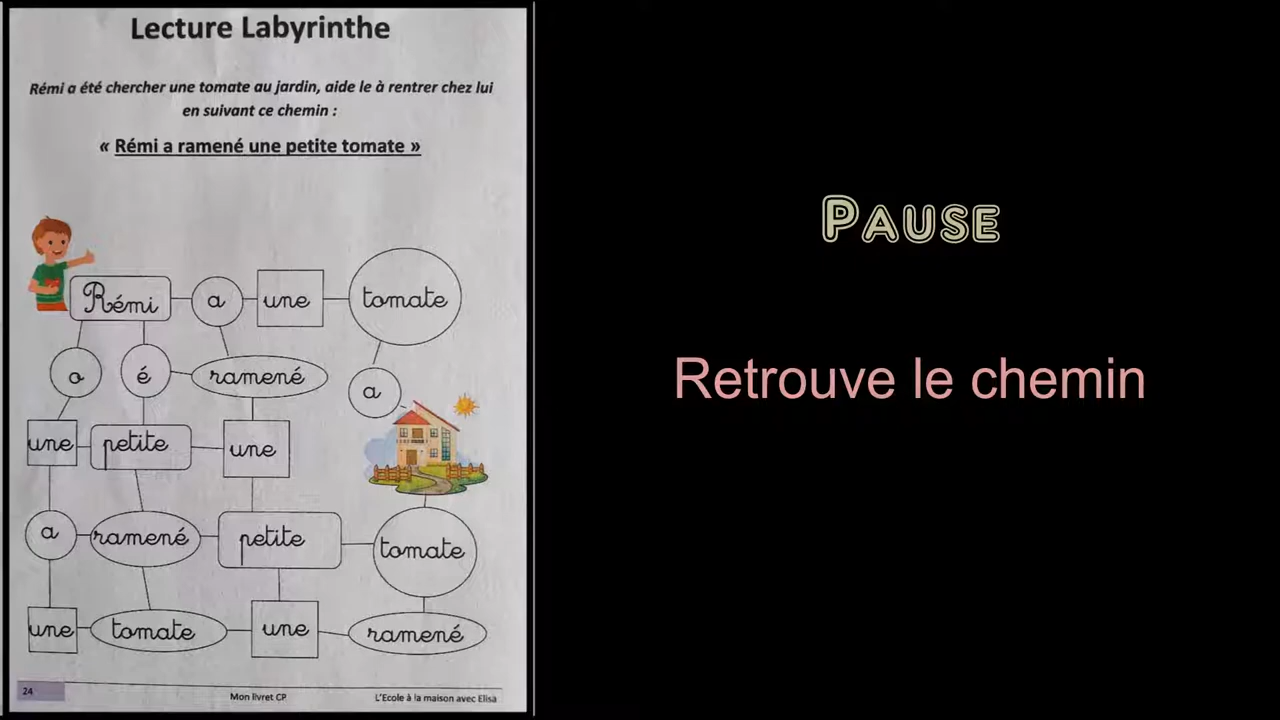 Lecture Labyrinthe
Rémi a été chercher une tomate au jardin, aide le à rentrer chez lui
en suivant ce chemin :
« Rémi a ramené une petite tomate »
Rémi a une tomate
o é ramené a
une petite une
a ramené petite tomate
une tomate une ramené
24 Mon livret CP L'Ecole à la maison avec Elisa
PAUSE
Retrouve le chemin